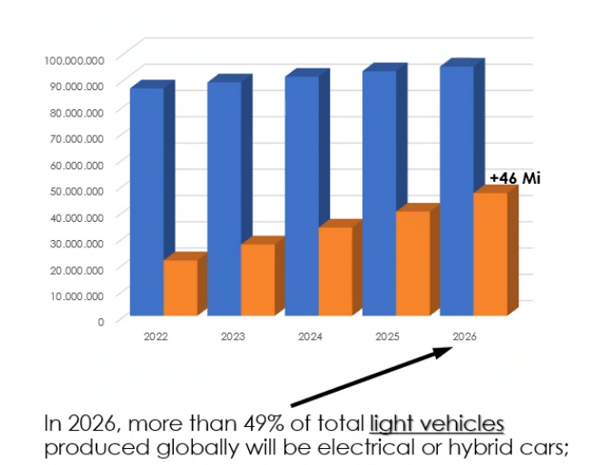 100.000.000
90.000.000
80.000.000
70.000.000
60.000.000
50.000.000
40.000.000
30.000.000
20.000.000
10.000.000
0
+46 Mi
2022 2023 2024 2025 2026
In 2026, more than 49% of total light vehicles
produced globally will be electrical or hybrid cars;